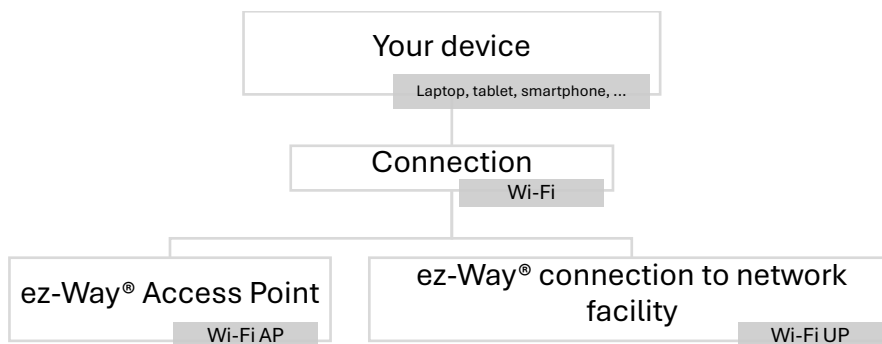 Your device
Laptop, tablet, smartphone, ...
Connection
Wi-Fi
ez-Way® Access Point
Wi-Fi AP
ez-Way® connection to network
facility
Wi-Fi UP